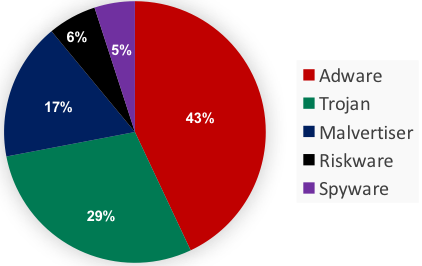 6%
5%
17%
43%
29%
Adware
Trojan
Malvertiser
Riskware
Spyware